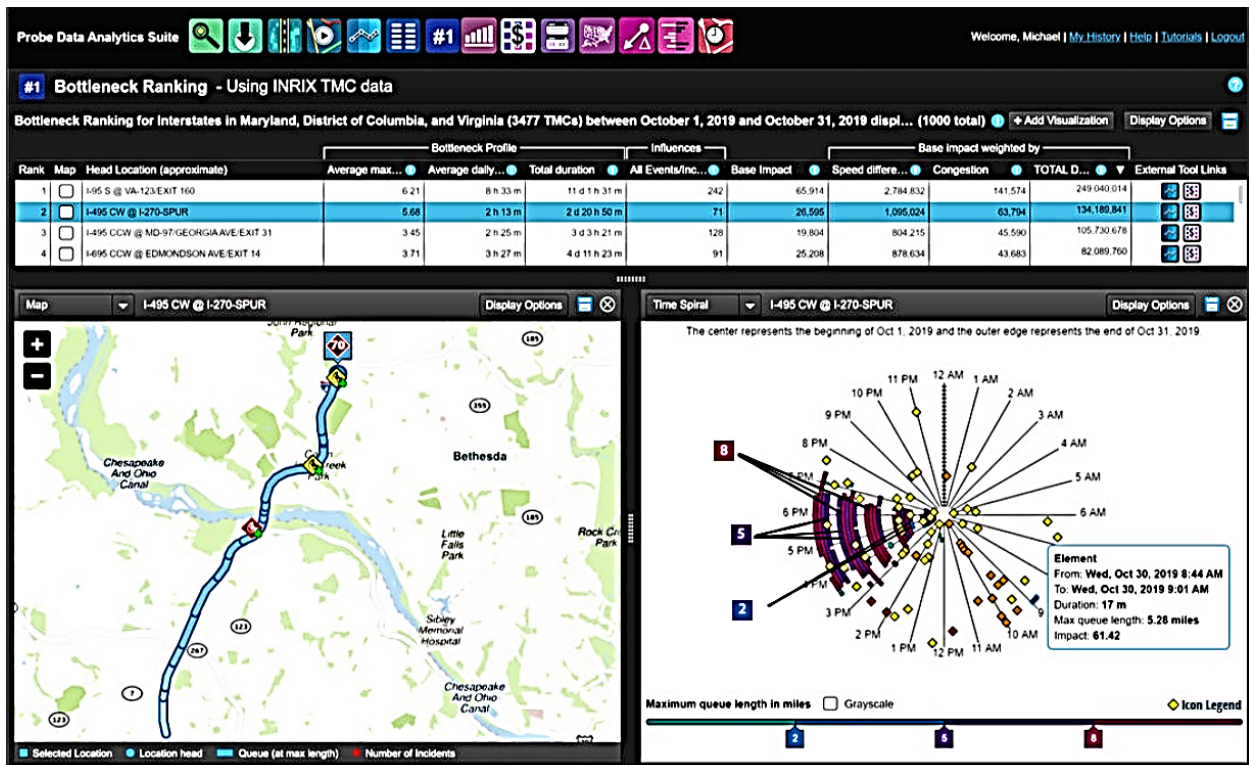 Probe Data Analytics Suite
#1
Welcome, Michael | My History | Help | Tutorials | Logout
#1 Bottleneck Ranking - Using INRIX TMC data
Bottleneck Ranking for Interstates in Maryland, District of Columbia, and Virginia (3477 TMCs) between October 1, 2019 and October 31, 2019 displ... (1000 total) + Add Visualization Display Options
Bottleneck Profile Influences Base impact weighted by
Rank Map Head Location (approximate) Average max... Average daily... Total duration All Events/Inc... Base Impact Speed differe... Congestion TOTAL D... ▼ External Tool Links
1 I-95 S @ VA-123/EXIT 160 6.21 8 h 33 m 11 d 1 h 31 m 242 65,914 2,784,832 141,574 249,040,014
2 I-495 CW @ I-270-SPUR 5.68 2 h 13 m 2 d 20 h 50 m 71 26,595 1,095,024 63,794 134,189,841
3 I-495 CCW @ MD-97/GEORGIA AVE/EXIT 31 3.45 2 h 25 m 3 d 3 h 21 m 128 19,804 804,215 45,590 105,730,678
4 I-695 CCW @ EDMONDSON AVE/EXIT 14 3.71 3 h 27 m 4 d 11 h 23 m 91 25,208 878,634 43,683 82,089,760
Map I-495 CW @ I-270-SPUR Display Options
Park
185
70
355
Bethesda
Chesapeake
And Ohio
Canal
Park
185
Little
Falls
Park
Park
Sibley
Memorial
Hospital
123
267
7
123
Chesapeake
And Ohio
Canal
Selected Location Location head Queue (at max length) Number of Incidents
Time Spiral I-495 CW @ I-270-SPUR Display Options
The center represents the beginning of Oct 1, 2019 and the outer edge represents the end of Oct 31, 2019.
12 AM
11 PM
1 AM
10 PM
2 AM
9 PM
3 AM
8 PM
4 AM
8
5 AM
6 PM
6 AM
5
5 PM
2
3 PM
2 PM
1 PM
12 PM
11 AM
10 AM
9
Element
From: Wed, Oct 30, 2019 8:44 AM
To: Wed, Oct 30, 2019 9:01 AM
Duration: 17 m
Max queue length: 5.28 miles
Impact: 61.42
Maximum queue length in miles Grayscale Icon Legend
2 5 8